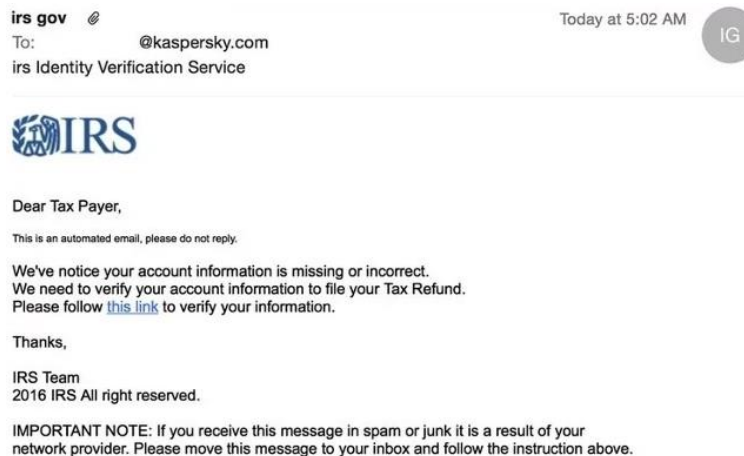 irs gov
Today at 5:02 AM
IG
To: @kaspersky.com
irs Identity Verification Service
IRS
Dear Tax Payer,
This is an automated email, please do not reply.
We've notice your account information is missing or incorrect.
We need to verify your account information to file your Tax Refund.
Please follow this link to verify your information.
Thanks,
IRS Team
2016 IRS All right reserved.
IMPORTANT NOTE: If you receive this message in spam or junk it is a result of your
network provider. Please move this message to your inbox and follow the instruction above.